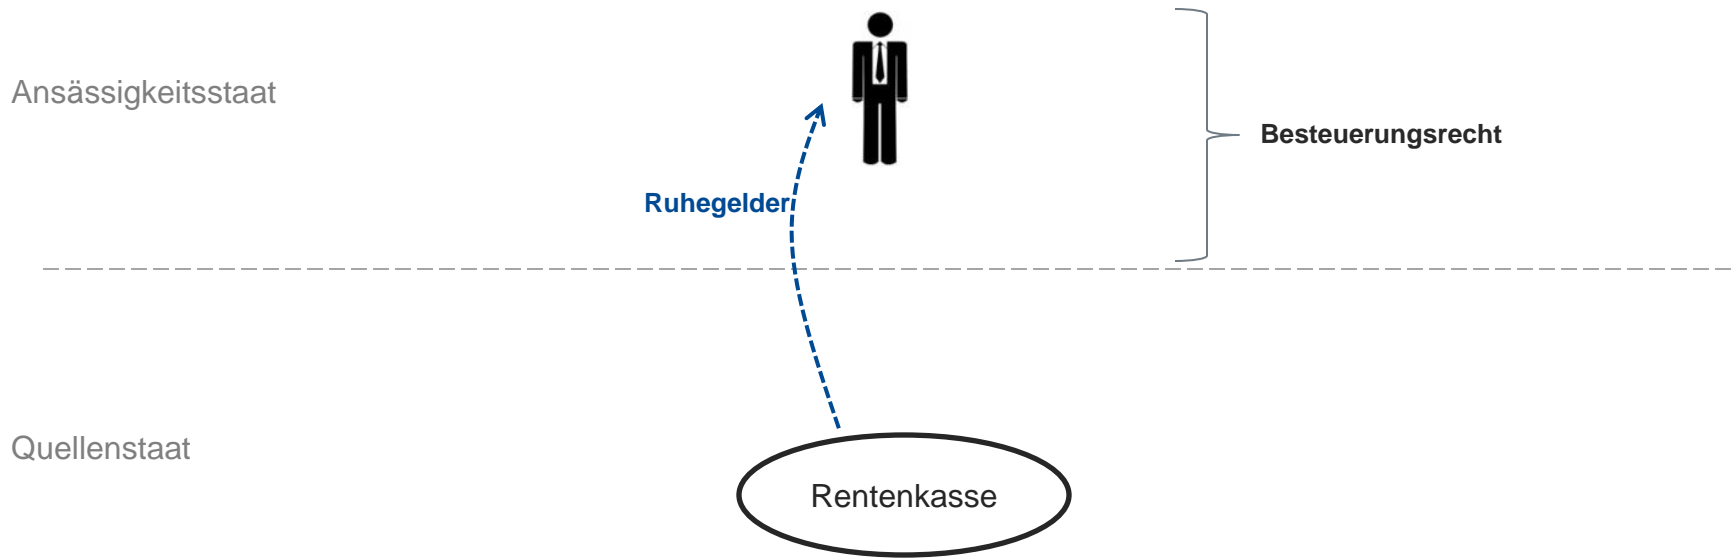 Ansässigkeitsstaat
Besteuerungsrecht
Ruhegelder
Quellenstaat
Rentenkasse